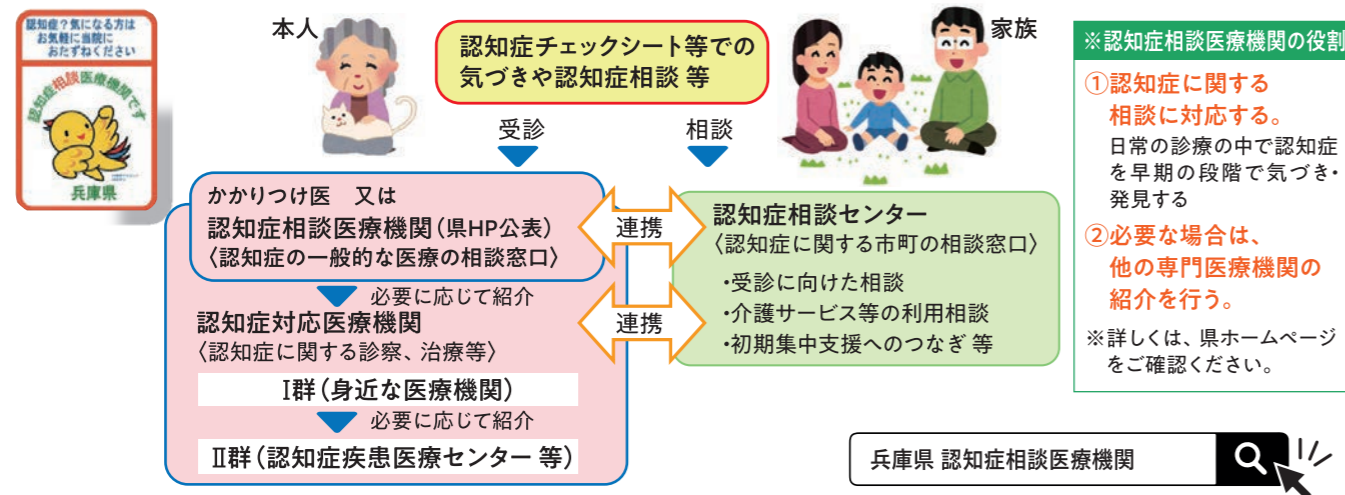 認知症?気になる方は
お気軽に当院に
おたずねください
認知症相談医療機関です
兵庫県
本人
認知症チェックシート等での
気づきや認知症相談 等
家族
受診
相談
かかりつけ医 又は
認知症相談医療機関(県HP公表)
〈認知症の一般的な医療の相談窓口〉
必要に応じて紹介
認知症対応医療機関
〈認知症に関する診察、治療等〉
Ⅰ群(身近な医療機関)
必要に応じて紹介
Ⅱ群(認知症疾患医療センター 等)
連携
連携
認知症相談センター
〈認知症に関する市町の相談窓口〉
・受診に向けた相談
・介護サービス等の利用相談
・初期集中支援へのつなぎ 等
※認知症相談医療機関の役割
①認知症に関する
相談に対応する。
日常の診療の中で認知症
を早期の段階で気づき・
発見する
②必要な場合は、
他の専門医療機関の
紹介を行う。
※詳しくは、県ホームページ
をご確認ください。
兵庫県 認知症相談医療機関